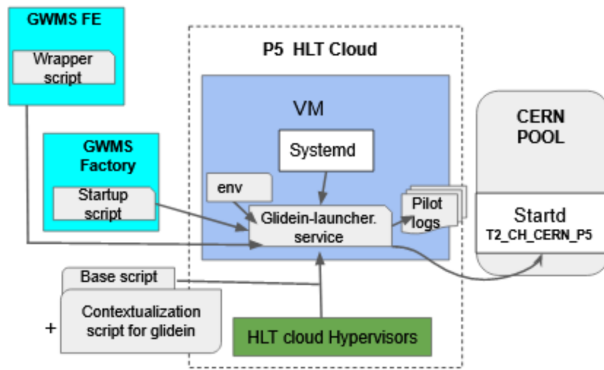 GWMS FE
Wrapper
script
P5 HLT Cloud
VM
CERN
POOL
GWMS
Factory
Systemd
env
Startup
script
Glidein-launcher.
service
Pilot
logs
Startd
T2_CH_CERN_P5
Base script
+
Contextualization
script for glidein
HLT cloud Hypervisors